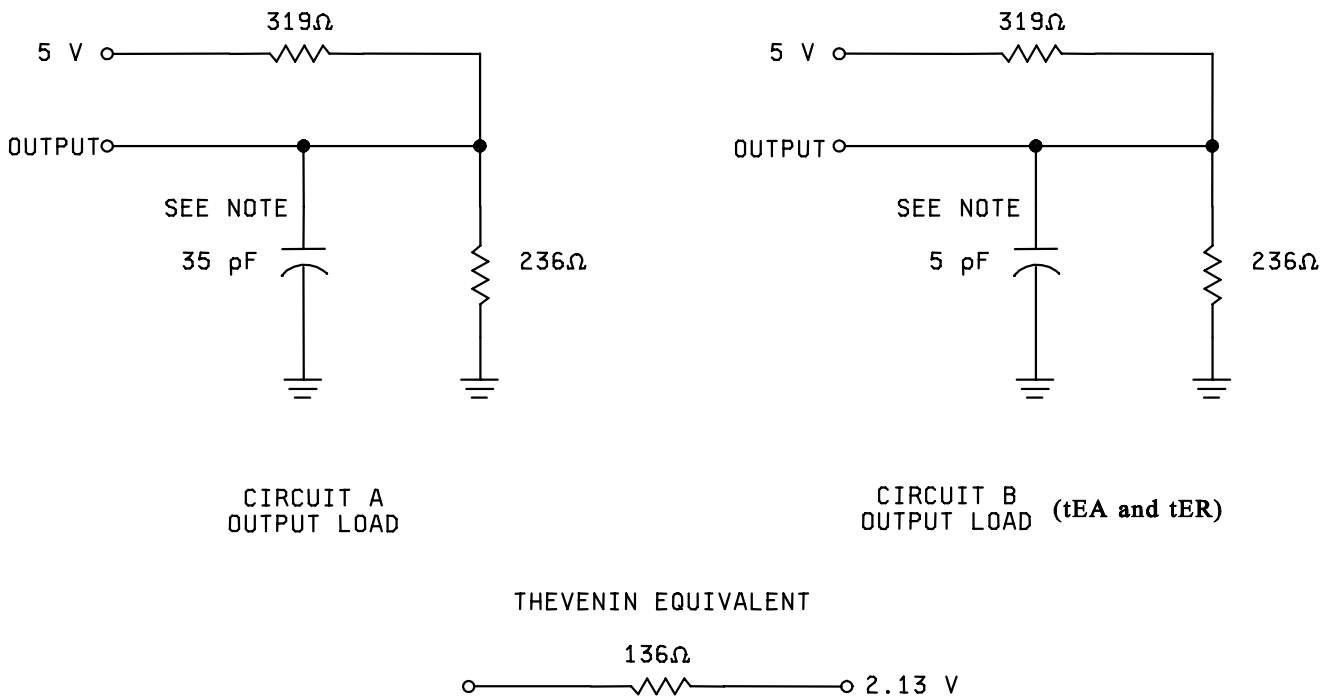 319Ω
5 V
OUTPUT
SEE NOTE
35 pF
236Ω
CIRCUIT A
OUTPUT LOAD
319Ω
5 V
OUTPUT
SEE NOTE
5 pF
236Ω
CIRCUIT B
OUTPUT LOAD (tEA and tER)
THEVENIN EQUIVALENT
136Ω
2.13 V